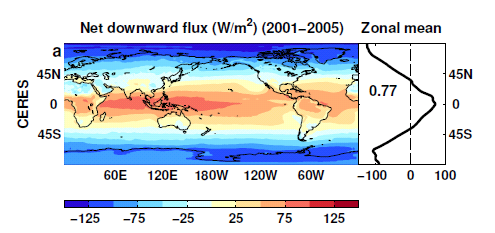 Net downward flux (W/m²) (2001−2005) Zonal mean
a
45N 45N
0.77
CERES 0 0
45S 45S
60E 120E 180W 120W 60W −100 0 100
−125 −75 −25 25 75 125